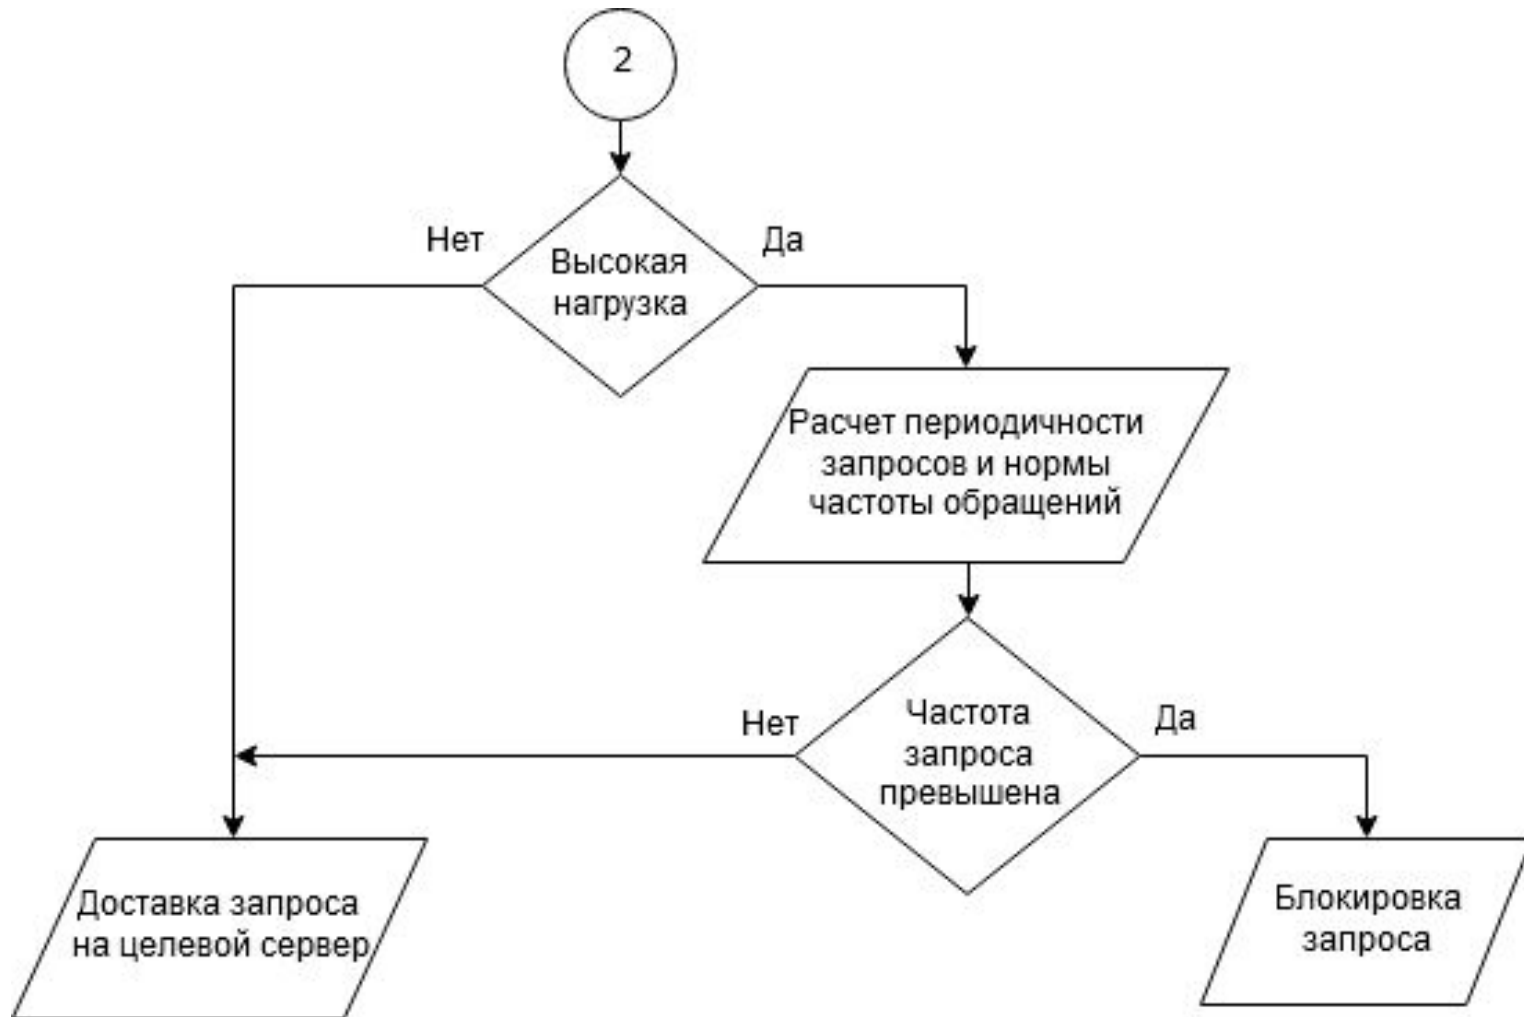 2
Нет
Да
Высокая
нагрузка
Расчет периодичности
запросов и нормы
частоты обращений
Нет
Частота
запроса
превышена
Да
Доставка запроса
на целевой сервер
Блокировка
запроса